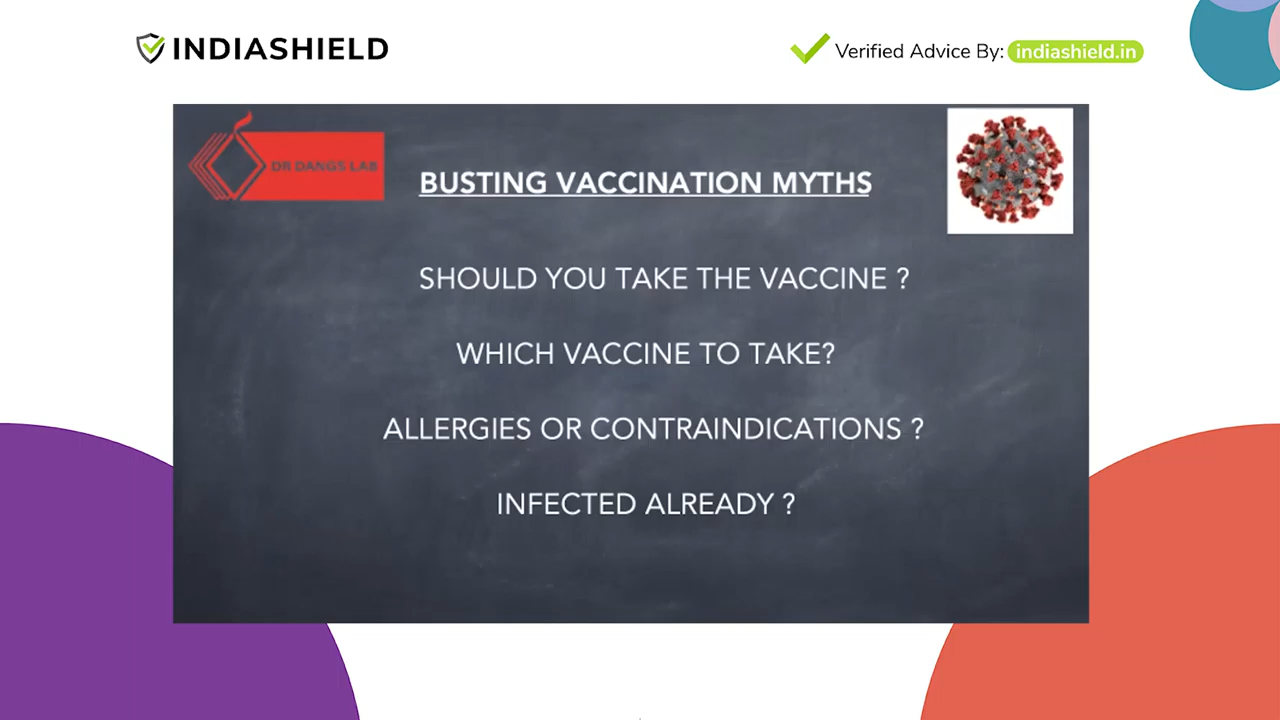 INDIASHIELD
Verified Advice By: indiashield.in
DR DANGS LAB
BUSTING VACCINATION MYTHS
SHOULD YOU TAKE THE VACCINE ?
WHICH VACCINE TO TAKE?
ALLERGIES OR CONTRAINDICATIONS ?
INFECTED ALREADY ?